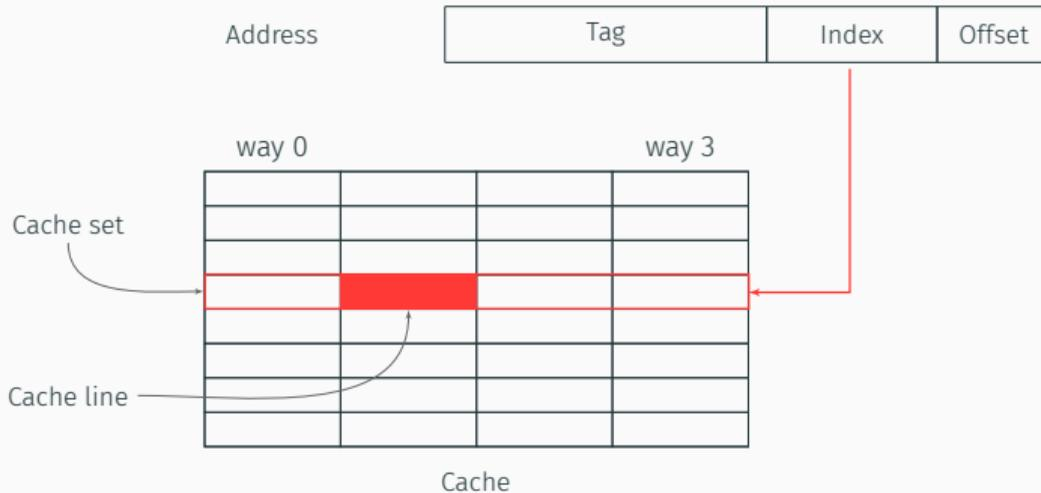 Address
Tag
Index
Offset
way 0
way 3
Cache set
Cache line
Cache